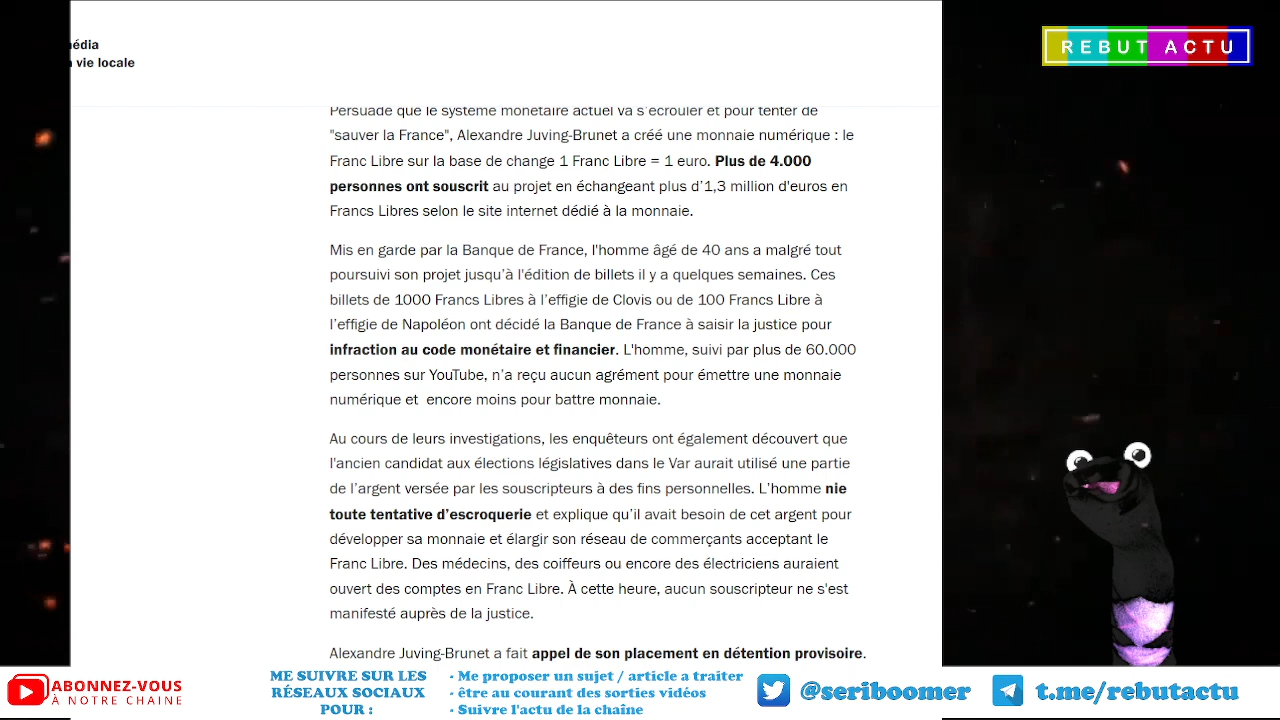 média
a vie locale
REBUT ACTU
Persuadé que le système monétaire actuel va s'écrouler et pour tenter de
"sauver la France", Alexandre Juving-Brunet a créé une monnaie numérique : le
Franc Libre sur la base de change 1 Franc Libre = 1 euro. Plus de 4.000
personnes ont souscrit au projet en échangeant plus d'1,3 million d'euros en
Francs Libres selon le site internet dédié à la monnaie.
Mis en garde par la Banque de France, l'homme âgé de 40 ans a malgré tout
poursuivi son projet jusqu'à l'édition de billets il y a quelques semaines. Ces
billets de 1000 Francs Libres à l'effigie de Clovis ou de 100 Francs Libre à
l'effigie de Napoléon ont décidé la Banque de France à saisir la justice pour
infraction au code monétaire et financier. L'homme, suivi par plus de 60.000
personnes sur YouTube, n'a reçu aucun agrément pour émettre une monnaie
numérique et encore moins pour battre monnaie.
Au cours de leurs investigations, les enquêteurs ont également découvert que
l'ancien candidat aux élections législatives dans le Var aurait utilisé une partie
de l'argent versée par les souscripteurs à des fins personnelles. L'homme nie
toute tentative d'escroquerie et explique qu'il avait besoin de cet argent pour
développer sa monnaie et élargir son réseau de commerçants acceptant le
Franc Libre. Des médecins, des coiffeurs ou encore des électriciens auraient
ouvert des comptes en Franc Libre. À cette heure, aucun souscripteur ne s'est
manifesté auprès de la justice.
Alexandre Juving-Brunet a fait appel de son placement en détention provisoire.
ABONNEZ-VOUS
À NOTRE CHAINE
ME SUIVRE SUR LES
RÉSEAUX SOCIAUX
POUR :
- Me proposer un sujet / article a traiter
- être au courant des sorties vidéos
- Suivre l'actu de la chaîne
@seriboomer
t.me/rebutactu